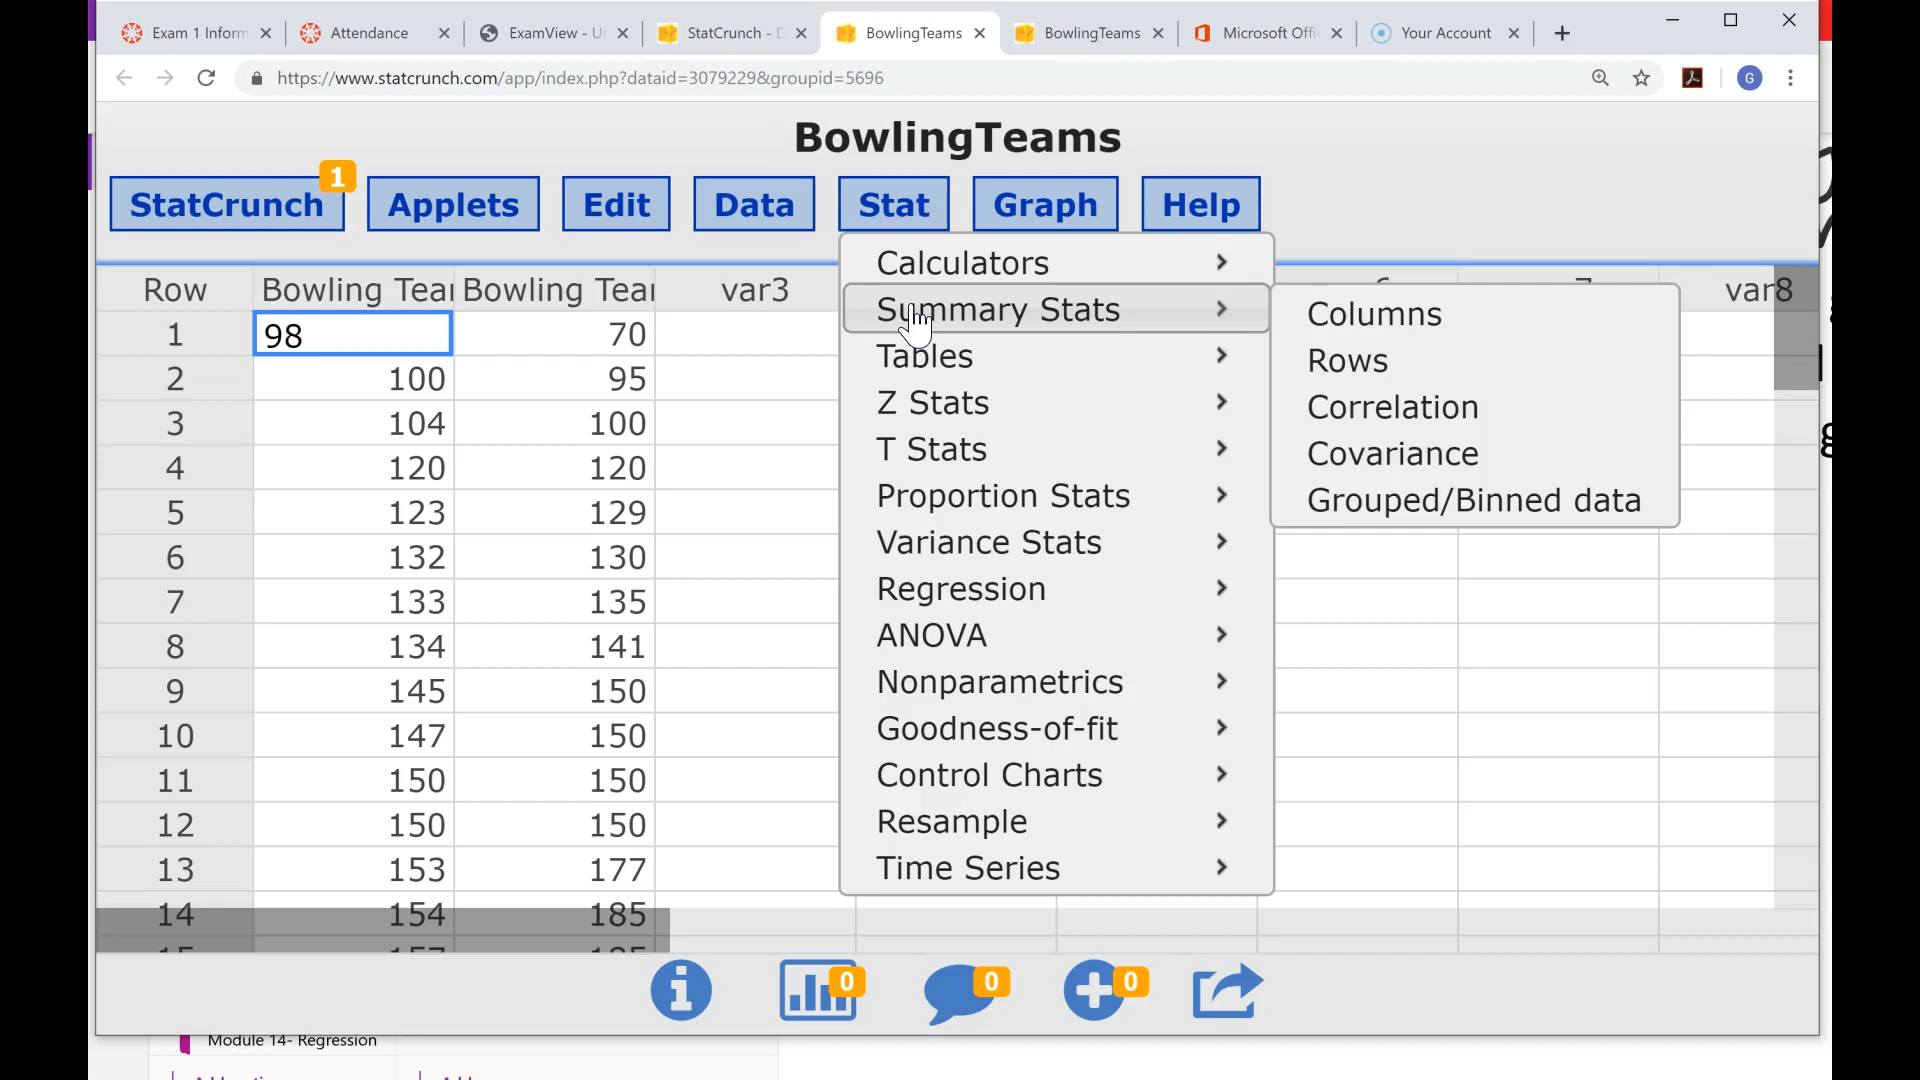 Exam 1 Inform
Attendance
ExamView - U
StatCrunch - D
BowlingTeams
BowlingTeams
Microsoft Offi
Your Account
https://www.statcrunch.com/app/index.php?dataid=3079229&groupid=5696
G
BowlingTeams
1
StatCrunch
Applets
Edit
Data
Stat
Graph
Help
Calculators
Summary Stats
Tables
Z Stats
T Stats
Proportion Stats
Variance Stats
Regression
ANOVA
Nonparametrics
Goodness-of-fit
Control Charts
Resample
Time Series
Columns
Rows
Correlation
Covariance
Grouped/Binned data
Row Bowling Tea Bowling Tea var3 var8
1 98 70
2 100 95
3 104 100
4 120 120
5 123 129
6 132 130
7 133 135
8 134 141
9 145 150
10 147 150
11 150 150
12 150 150
13 153 177
14 154 185
0
0
0
Module 14- Regression